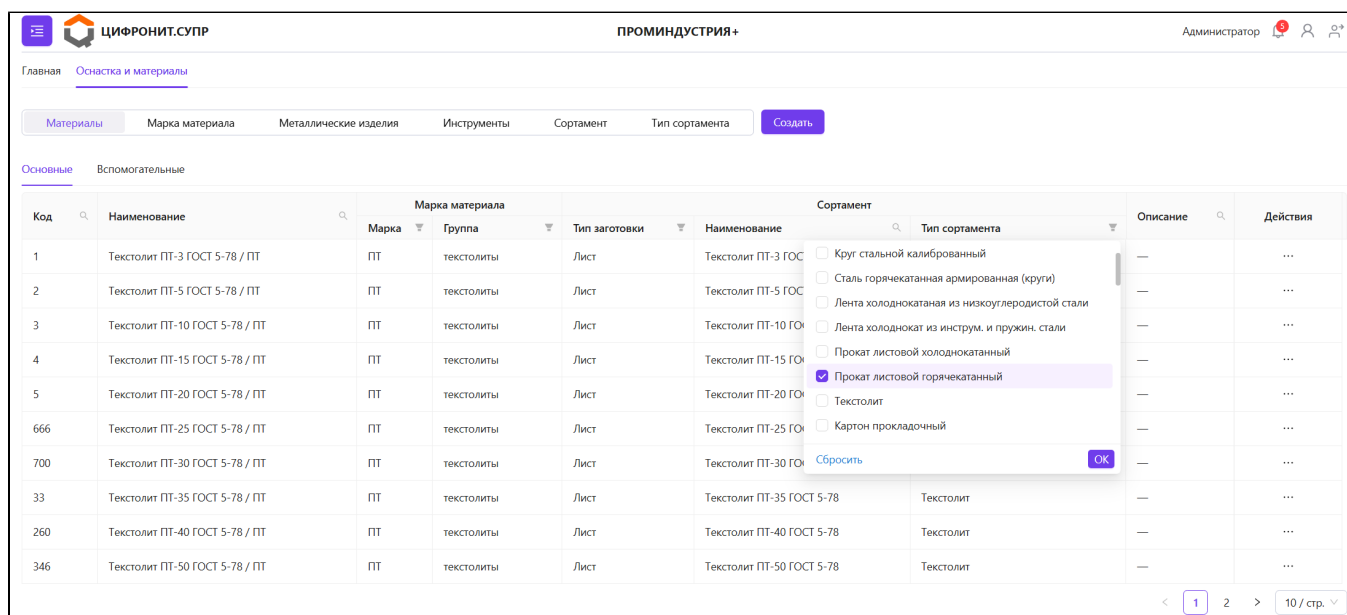 ЦИФРОНИТ.СУПР ПРОМИНДУСТРИЯ+ Администратор 5
Главная Оснастка и материалы
Материалы Марка материала Металлические изделия Инструменты Сортамент Тип сортамента Создать
Основные Вспомогательные
Марка материала Сортамент
Код Наименование Описание Действия
Марка Группа Тип заготовки Наименование Тип сортамента
1 Текстолит ПТ-3 ГОСТ 5-78 / ПТ ПТ текстолиты Лист Текстолит ПТ-3 ГОС — ...
2 Текстолит ПТ-5 ГОСТ 5-78 / ПТ ПТ текстолиты Лист Текстолит ПТ-5 ГОС — ...
3 Текстолит ПТ-10 ГОСТ 5-78 / ПТ ПТ текстолиты Лист Текстолит ПТ-10 ГО — ...
4 Текстолит ПТ-15 ГОСТ 5-78 / ПТ ПТ текстолиты Лист Текстолит ПТ-15 ГО — ...
5 Текстолит ПТ-20 ГОСТ 5-78 / ПТ ПТ текстолиты Лист Текстолит ПТ-20 ГО — ...
666 Текстолит ПТ-25 ГОСТ 5-78 / ПТ ПТ текстолиты Лист Текстолит ПТ-25 ГО — ...
700 Текстолит ПТ-30 ГОСТ 5-78 / ПТ ПТ текстолиты Лист Текстолит ПТ-30 ГО — ...
33 Текстолит ПТ-35 ГОСТ 5-78 / ПТ ПТ текстолиты Лист Текстолит ПТ-35 ГОСТ 5-78 Текстолит — ...
260 Текстолит ПТ-40 ГОСТ 5-78 / ПТ ПТ текстолиты Лист Текстолит ПТ-40 ГОСТ 5-78 Текстолит — ...
346 Текстолит ПТ-50 ГОСТ 5-78 / ПТ ПТ текстолиты Лист Текстолит ПТ-50 ГОСТ 5-78 Текстолит — ...
Круг стальной калиброванный
Сталь горячекатанная армированная (круги)
Лента холоднокатаная из низкоуглеродистой стали
Лента холоднокат из инструм. и пружин. стали
Прокат листовой холоднокатанный
Прокат листовой горячекатанный
Текстолит
Картон прокладочный
Сбросить OK
< 1 2 > 10 / стр.